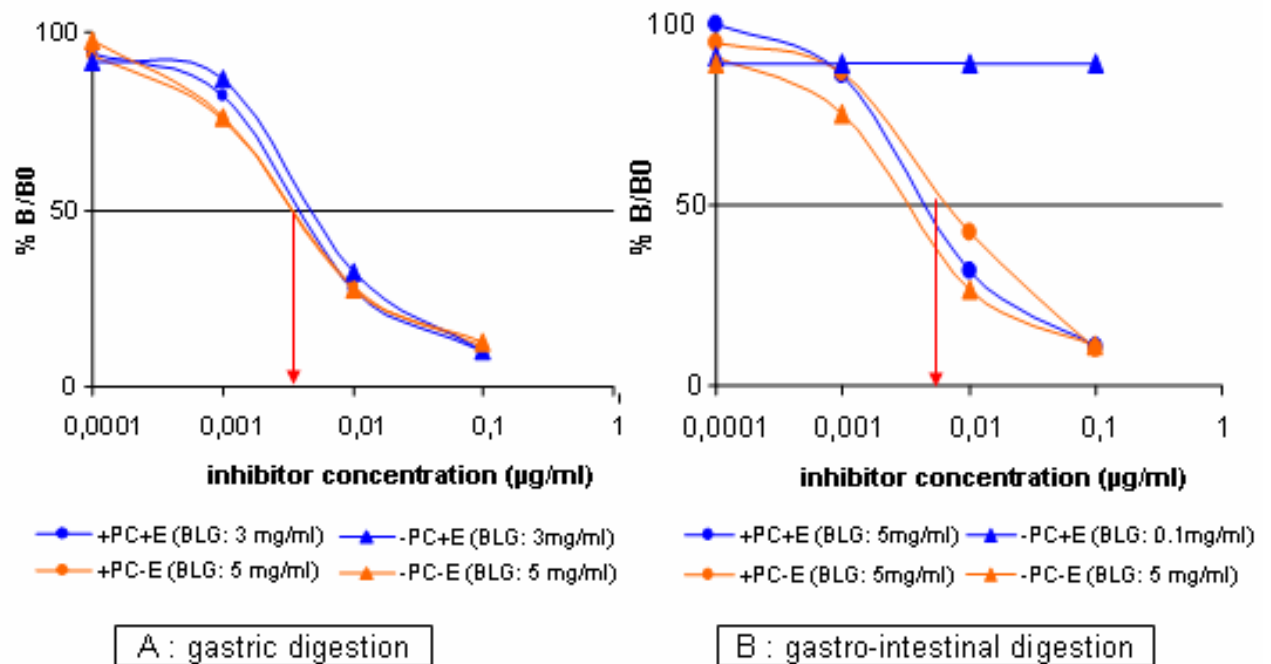 100
50
0
% B/B0
0,0001 0,001 0,01 0,1 1
inhibitor concentration (µg/ml)
+PC+E (BLG: 3 mg/ml) -PC+E (BLG: 3mg/ml)
+PC-E (BLG: 5 mg/ml) -PC-E (BLG: 5 mg/ml)
A : gastric digestion
100
50
0
% B/B0
0,0001 0,001 0,01 0,1 1
inhibitor concentration (µg/ml)
+PC+E (BLG: 5mg/ml) -PC+E (BLG: 0.1mg/ml)
+PC-E (BLG: 5mg/ml) -PC-E (BLG: 5 mg/ml)
B : gastro-intestinal digestion